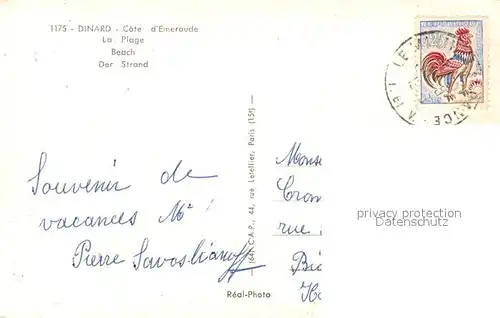 1175 - DINARD - Côte d'Emeraude
La Plage
Beach
Der Strand
Souvenir de
vacances Mr
Pierre Savoslianoff
(64) C.A.P., 44, rue Letellier, Paris (15e)
Réal-Photo
Mons
Crom
rue
privacy protection
Datenschutz